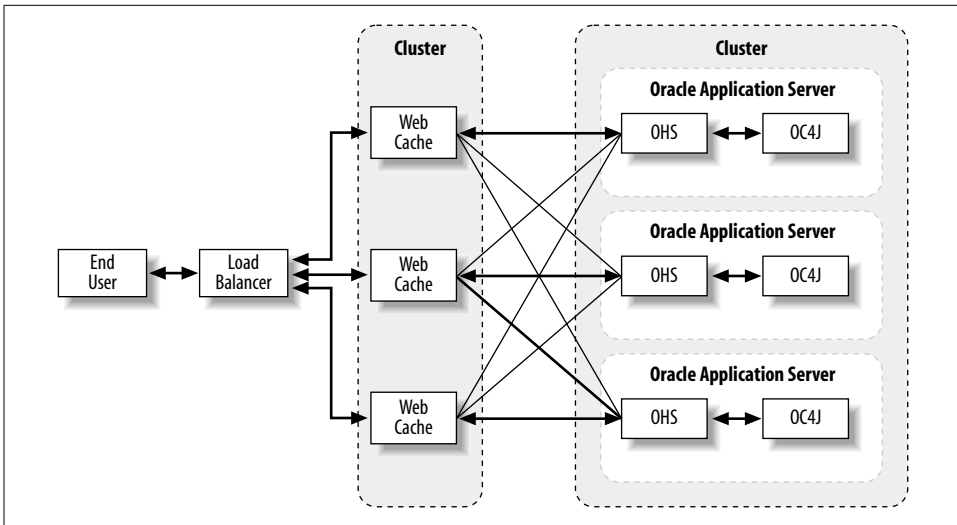 Cluster
Cluster
Oracle Application Server
Web
Cache
OHS
OC4J
Oracle Application Server
End
User
Load
Balancer
Web
Cache
OHS
OC4J
Oracle Application Server
Web
Cache
OHS
OC4J